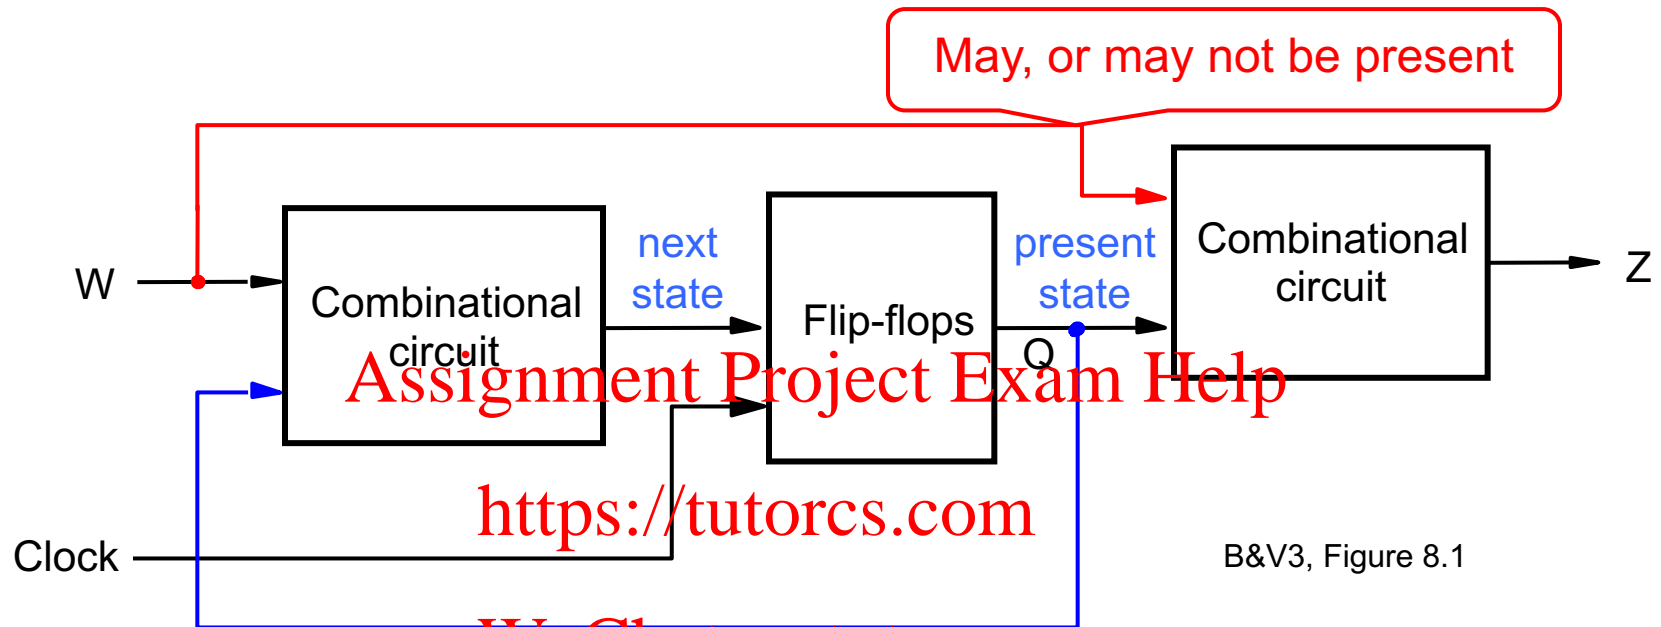 May, or may not be present
W
Combinational
circuit
next
state
Flip-flops
present
state
Q
Combinational
circuit
Z
Assignment Project Exam Help
https://tutorcs.com
Clock
B&V3, Figure 8.1